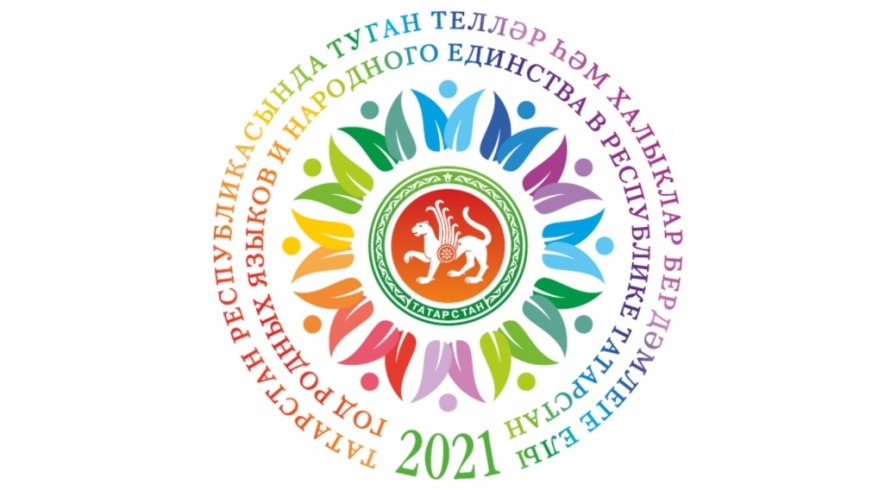 ТАТАРСТАН РЕСПУБЛИКАСЫНДА ТУГАН ТЕЛЛӘР ҺӘМ ХАЛЫКЛАР БЕРДӘМЛЕГЕ ЕЛЫ
ГОД РОДНЫХ ЯЗЫКОВ И НАРОДНОГО ЕДИНСТВА В РЕСПУБЛИКЕ ТАТАРСТАН
ТАТАРСТАН
2021